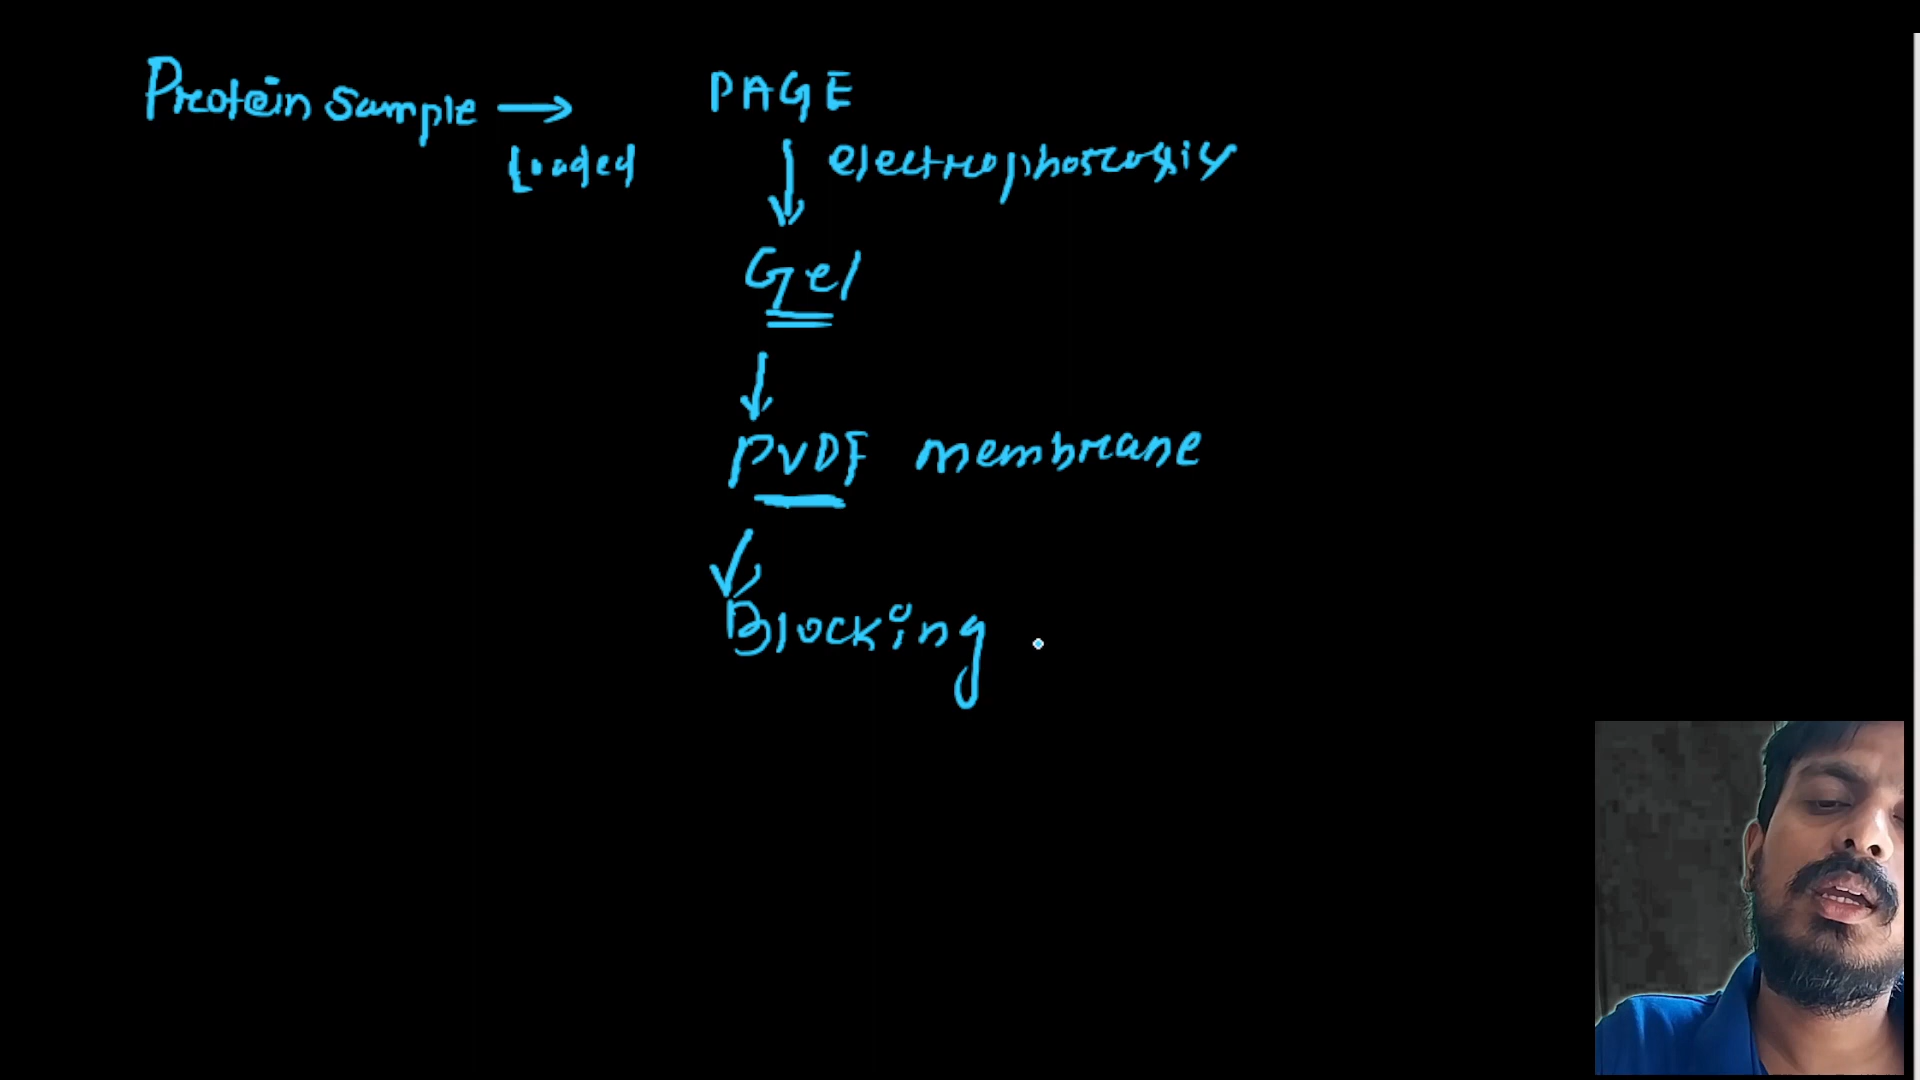 Protein sample → PAGE
Loaded
↓ electrophoresis
Gel
↓
PVDF membrane
↓
Blocking